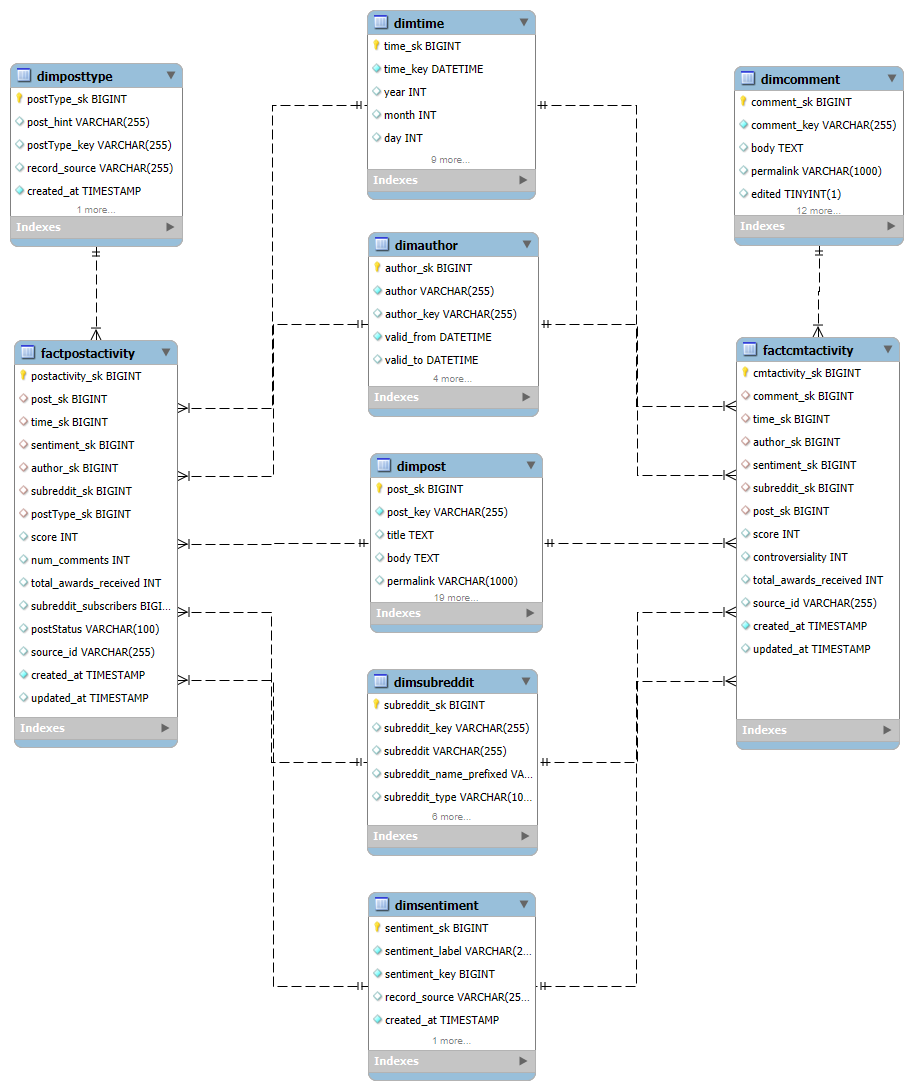 dimtime
time_sk BIGINT
time_key DATETIME
year INT
month INT
day INT
9 more...
Indexes
dimposttype
postType_sk BIGINT
post_hint VARCHAR(255)
postType_key VARCHAR(255)
record_source VARCHAR(255)
created_at TIMESTAMP
1 more...
Indexes
dimcomment
comment_sk BIGINT
comment_key VARCHAR(255)
body TEXT
permalink VARCHAR(1000)
edited TINYINT(1)
12 more...
Indexes
dimauthor
author_sk BIGINT
author VARCHAR(255)
author_key VARCHAR(255)
valid_from DATETIME
valid_to DATETIME
4 more...
Indexes
factpostactivity
postactivity_sk BIGINT
post_sk BIGINT
time_sk BIGINT
sentiment_sk BIGINT
author_sk BIGINT
subreddit_sk BIGINT
postType_sk BIGINT
score INT
num_comments INT
total_awards_received INT
subreddit_subscribers BIGI...
postStatus VARCHAR(100)
source_id VARCHAR(255)
created_at TIMESTAMP
updated_at TIMESTAMP
Indexes
factcmtactivity
cmtactivity_sk BIGINT
comment_sk BIGINT
time_sk BIGINT
author_sk BIGINT
sentiment_sk BIGINT
subreddit_sk BIGINT
post_sk BIGINT
score INT
controversiality INT
total_awards_received INT
source_id VARCHAR(255)
created_at TIMESTAMP
updated_at TIMESTAMP
Indexes
dimpost
post_sk BIGINT
post_key VARCHAR(255)
title TEXT
body TEXT
permalink VARCHAR(1000)
19 more...
Indexes
dimsubreddit
subreddit_sk BIGINT
subreddit_key VARCHAR(255)
subreddit VARCHAR(255)
subreddit_name_prefixed VA...
subreddit_type VARCHAR(10...
6 more...
Indexes
dimsentiment
sentiment_sk BIGINT
sentiment_label VARCHAR(2...
sentiment_key BIGINT
record_source VARCHAR(25...
created_at TIMESTAMP
1 more...
Indexes